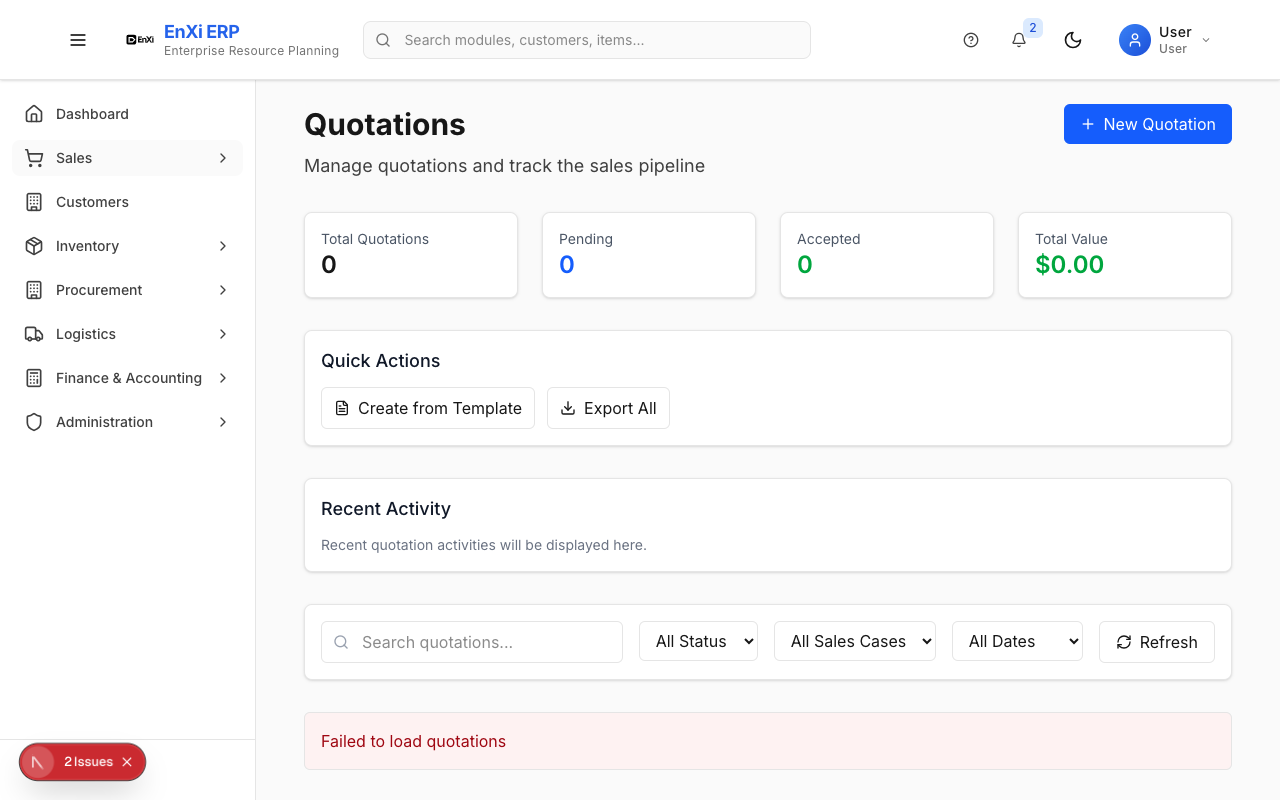 EnXi
EnXi ERP
Enterprise Resource Planning
Search modules, customers, items...
2
User
User
Dashboard
Sales
Customers
Inventory
Procurement
Logistics
Finance & Accounting
Administration
2 Issues
Quotations
New Quotation
Manage quotations and track the sales pipeline
Total Quotations
0
Pending
0
Accepted
0
Total Value
$0.00
Quick Actions
Create from Template
Export All
Recent Activity
Recent quotation activities will be displayed here.
Search quotations...
All Status
All Sales Cases
All Dates
Refresh
Failed to load quotations